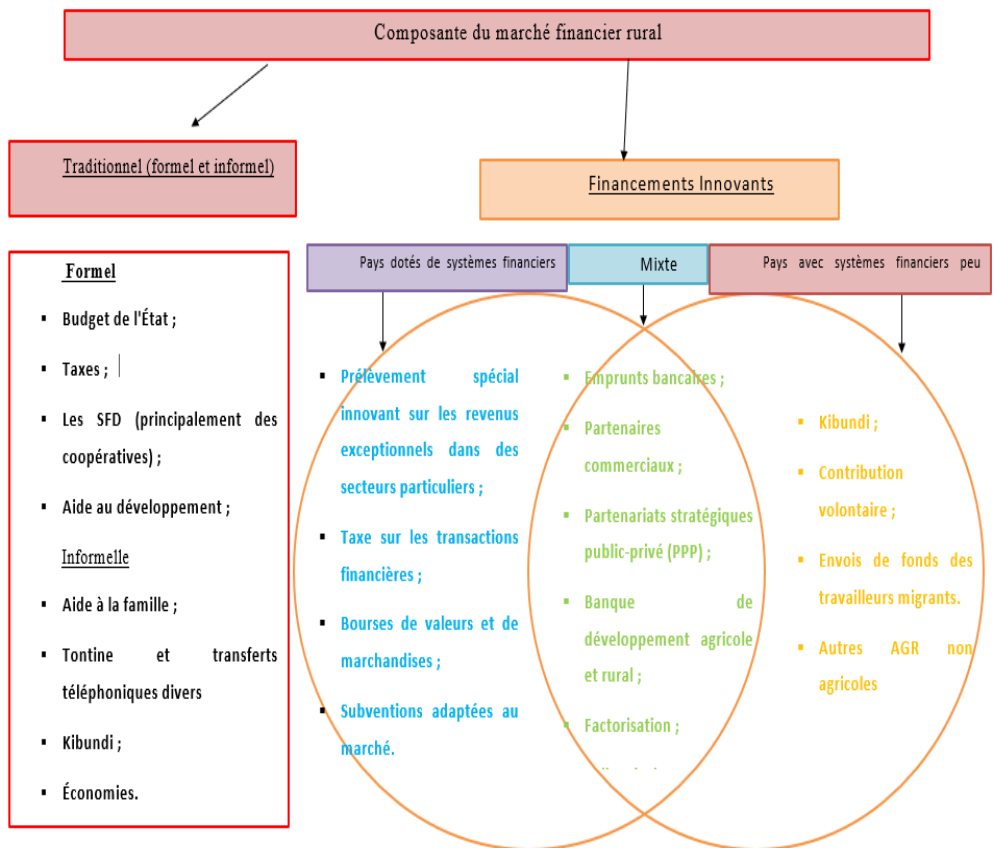 Composante du marché financier rural
Traditionnel (formel et informel)
Financements Innovants
Formel
Budget de l'État ;
Taxes ;
Les SFD (principalement des
coopératives) ;
Aide au développement ;
Informelle
Aide à la famille ;
Tontine et transferts
téléphoniques divers
Kibundi ;
Économies.
Pays dotés de systèmes financiers
Prélèvement spécial
innovant sur les revenus
exceptionnels dans des
secteurs particuliers ;
Taxe sur les transactions
financières ;
Bourses de valeurs et de
marchandises ;
Subventions adaptées au
marché.
Mixte
Emprunts bancaires ;
Partenaires
commerciaux ;
Partenariats stratégiques
public-privé (PPP) ;
Banque de
développement agricole
et rural ;
Factorisation ;
Pays avec systèmes financiers peu
Kibundi ;
Contribution
volontaire ;
Envois de fonds des
travailleurs migrants.
Autres AGR non
agricoles